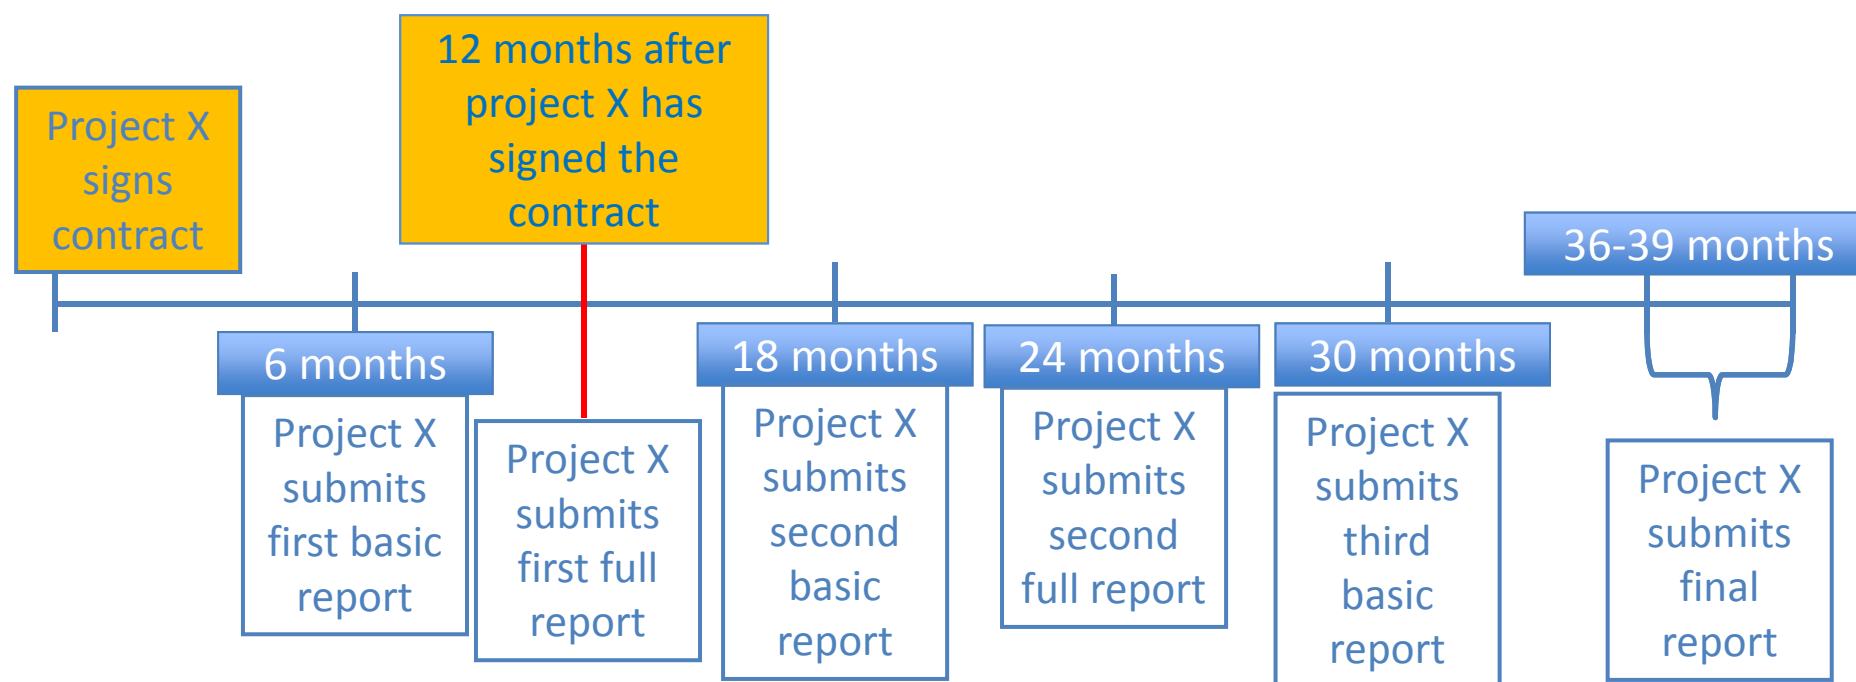 Project X
signs
contract
12 months after
project X has
signed the
contract
36-39 months
6 months
Project X
submits
first basic
report
Project X
submits
first full
report
18 months
Project X
submits
second
basic
report
24 months
Project X
submits
second
full report
30 months
Project X
submits
third
basic
report
Project X
submits
final
report